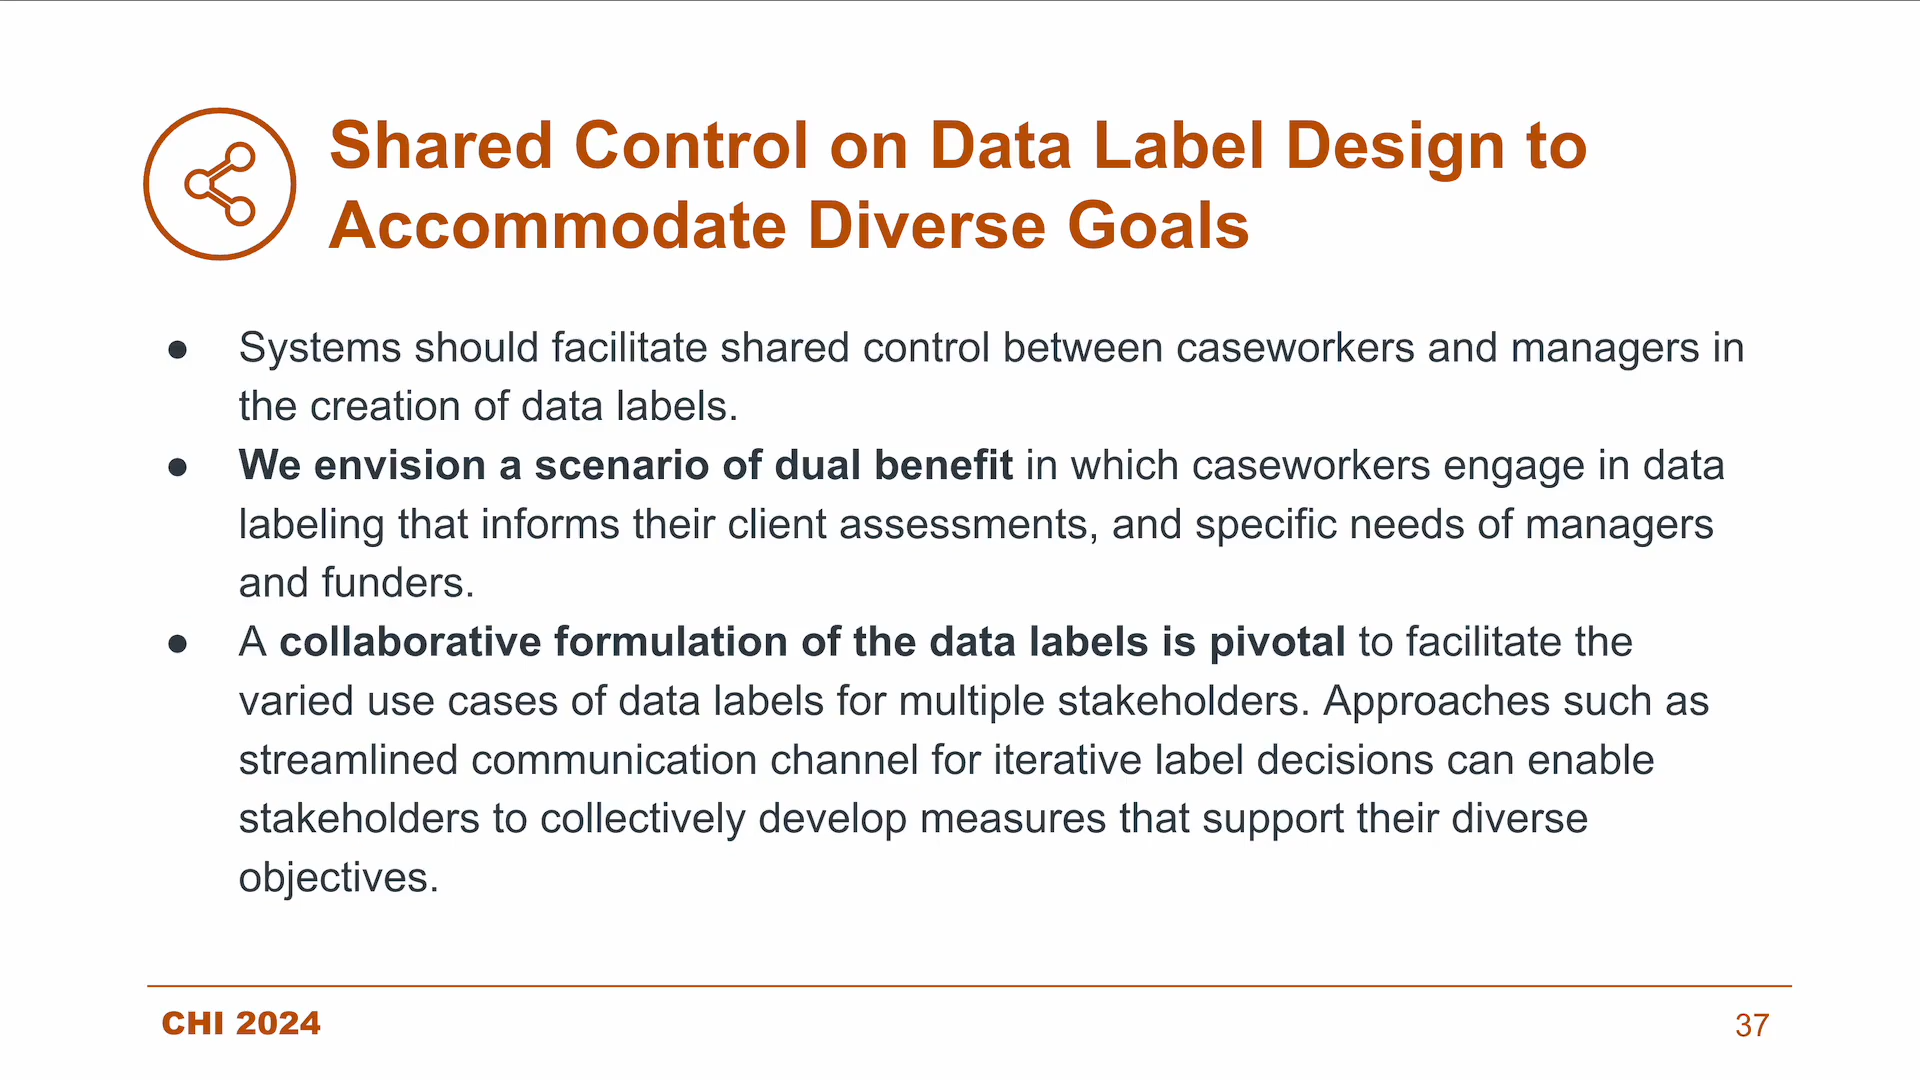 Shared Control on Data Label Design to
Accommodate Diverse Goals
● Systems should facilitate shared control between caseworkers and managers in
the creation of data labels.
● We envision a scenario of dual benefit in which caseworkers engage in data
labeling that informs their client assessments, and specific needs of managers
and funders.
● A collaborative formulation of the data labels is pivotal to facilitate the
varied use cases of data labels for multiple stakeholders. Approaches such as
streamlined communication channel for iterative label decisions can enable
stakeholders to collectively develop measures that support their diverse
objectives.
CHI 2024
37